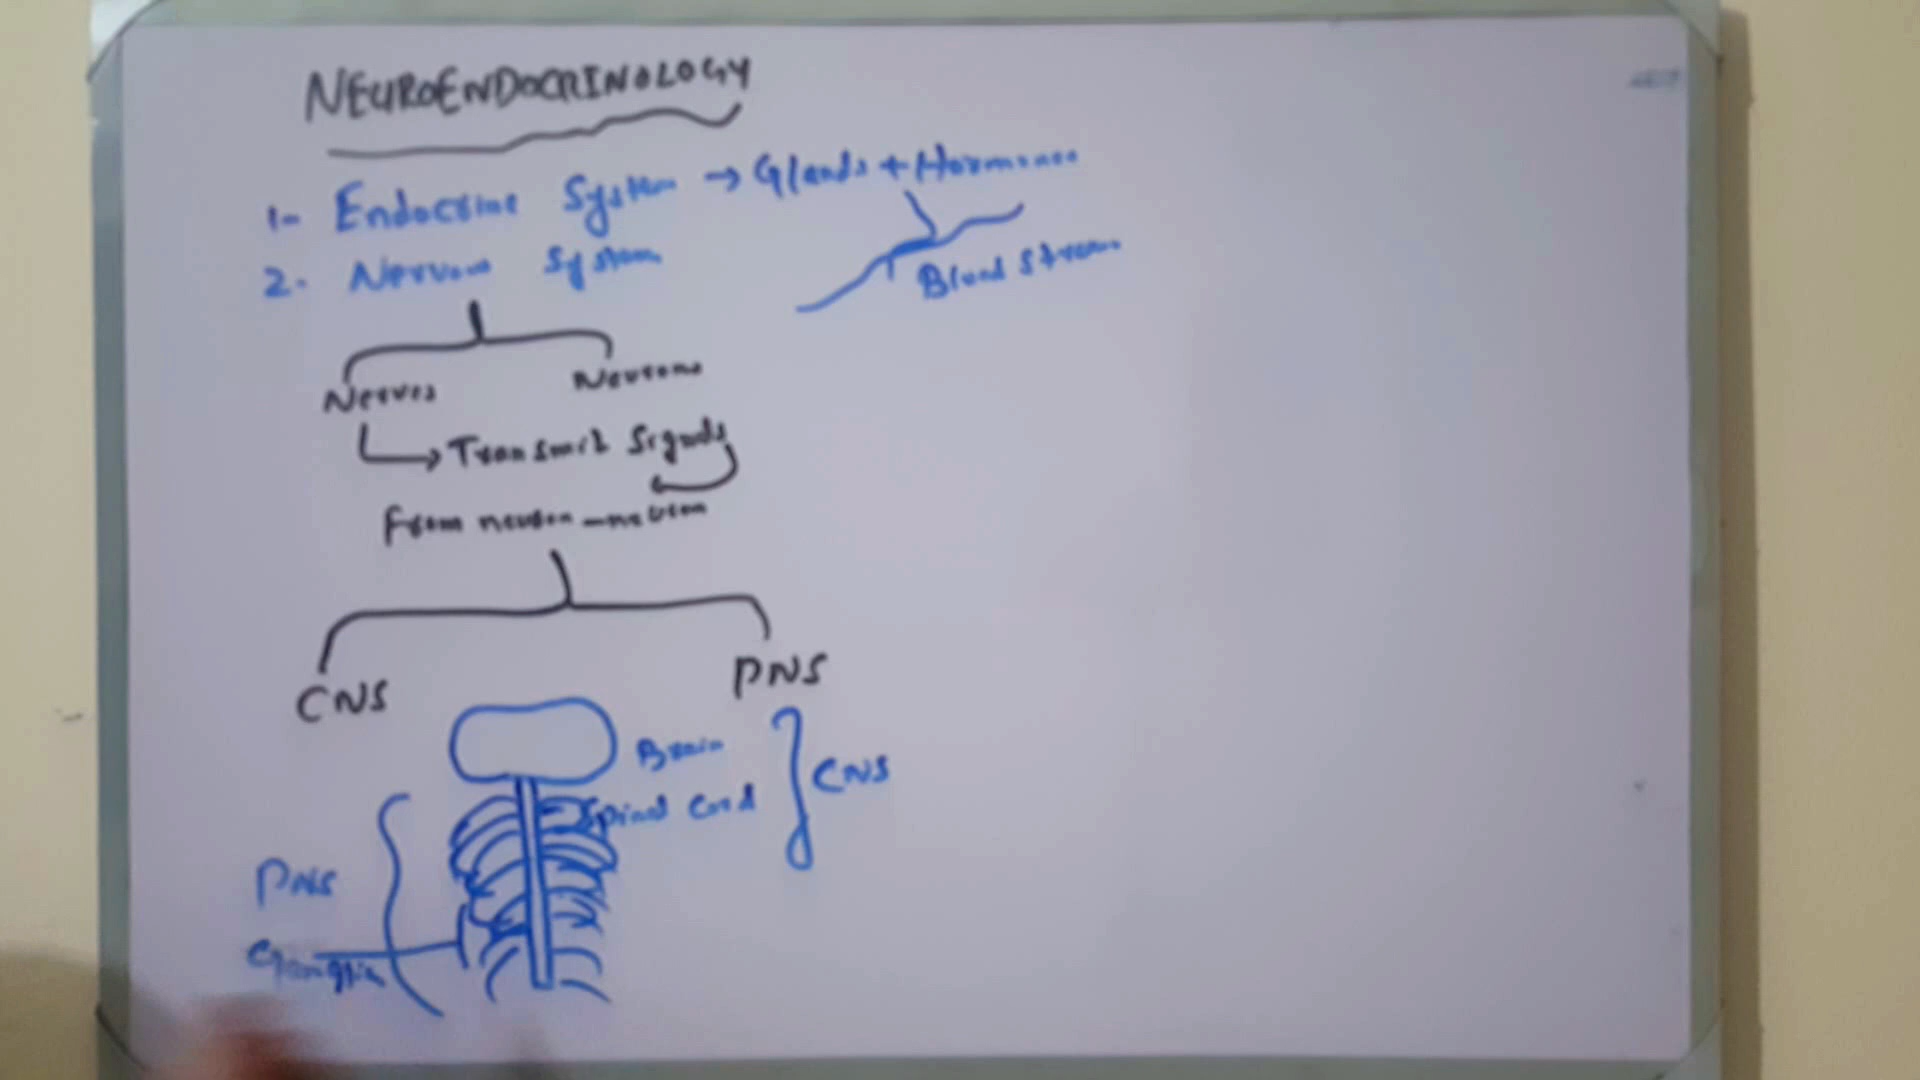 NEUROENDOCRINOLOGY
1- Endocrine System → Glands + Hormones
Blood stream
2. Nervous System
Nerves Neurons
→ Transmit Signals
From neuron - neuron
CNS PNS
Brain
Spinal Cord } CNS
PNS {
Ganglia